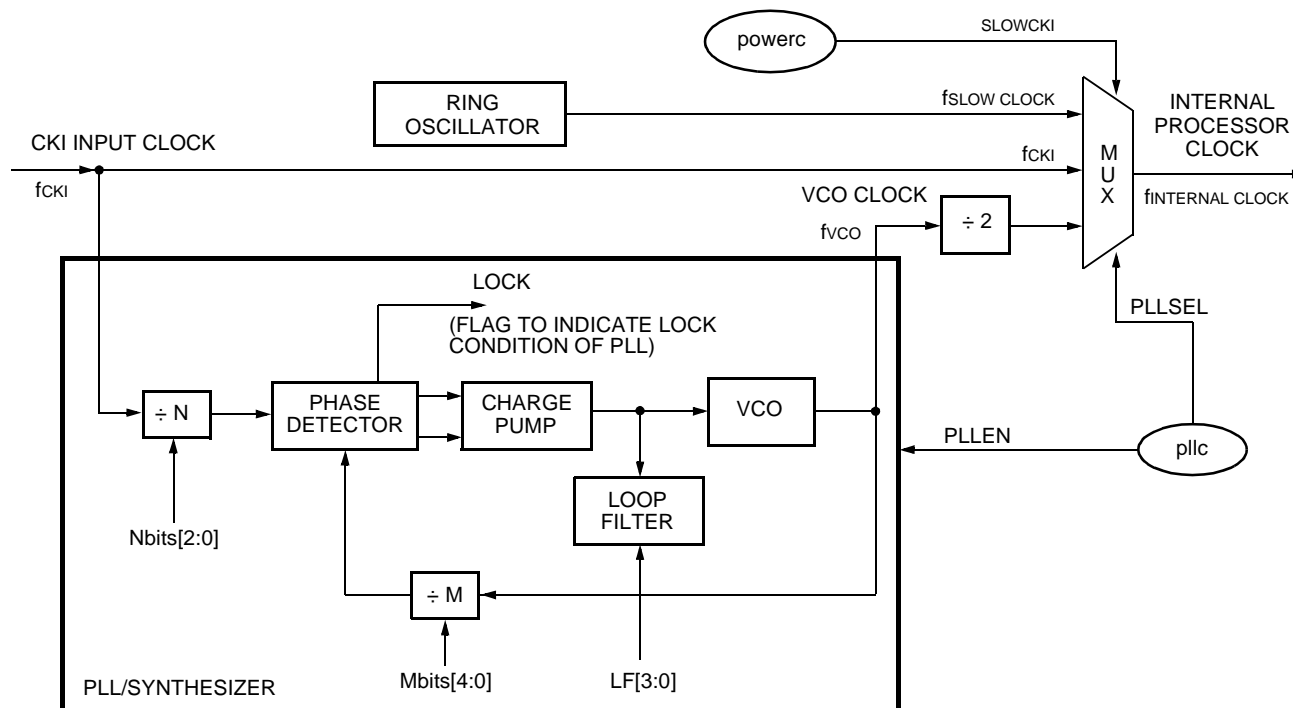 powerc
SLOWCKI
RING
OSCILLATOR
fSLOW CLOCK
INTERNAL
PROCESSOR
CLOCK
CKI INPUT CLOCK
fCKI
fCKI
M
U
X
fINTERNAL CLOCK
VCO CLOCK
fVCO
÷ 2
LOCK
(FLAG TO INDICATE LOCK
CONDITION OF PLL)
PLLSEL
÷ N
PHASE
DETECTOR
CHARGE
PUMP
VCO
PLLEN
pllc
LOOP
FILTER
Nbits[2:0]
÷ M
PLL/SYNTHESIZER
Mbits[4:0]
LF[3:0]